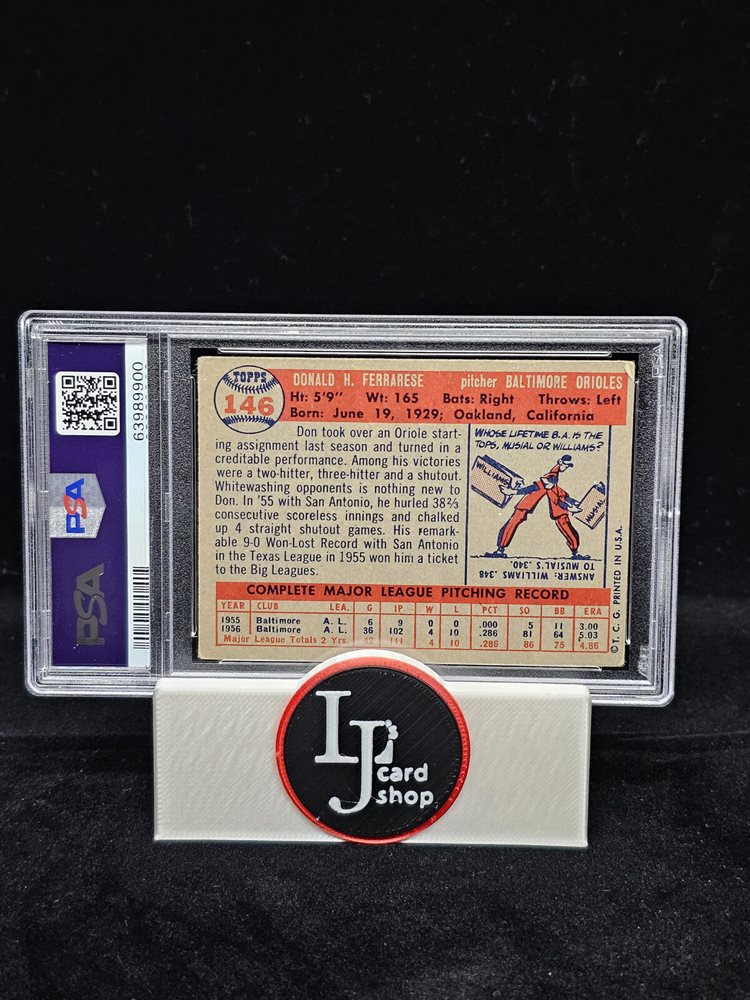 63989900
PSA
PSA
TOPPS
146
DONALD H. FERRARESE pitcher BALTIMORE ORIOLES
Ht: 5'9" Wt: 165 Bats: Right Throws: Left
Born: June 19, 1929; Oakland, California
Don took over an Oriole start-
ing assignment last season and turned in a
creditable performance. Among his victories
were a two-hitter, three-hitter and a shutout.
Whitewashing opponents is nothing new to
Don. In '55 with San Antonio, he hurled 38⅔
consecutive scoreless innings and chalked
up 4 straight shutout games. His remark-
able 9-0 Won-Lost Record with San Antonio
in the Texas League in 1955 won him a ticket
to the Big Leagues.
WHOSE LIFETIME B.A. IS THE
TOPS, MUSIAL OR WILLIAMS?
WILLIAMS
MUSIAL
ANSWER: WILLIAMS .348
TO MUSIAL'S .340.
COMPLETE MAJOR LEAGUE PITCHING RECORD
YEAR CLUB LEA. G IP W L PCT SO BB ERA
1955 Baltimore A. L. 6 9 0 0 .000 5 11 3.00
1956 Baltimore A. L. 36 102 4 10 .286 81 64 5.03
Major League Totals 2 Yrs. 42 111 4 10 .286 86 75 4.86
© T. C. G. PRINTED IN U.S.A.
LJ's
card
shop